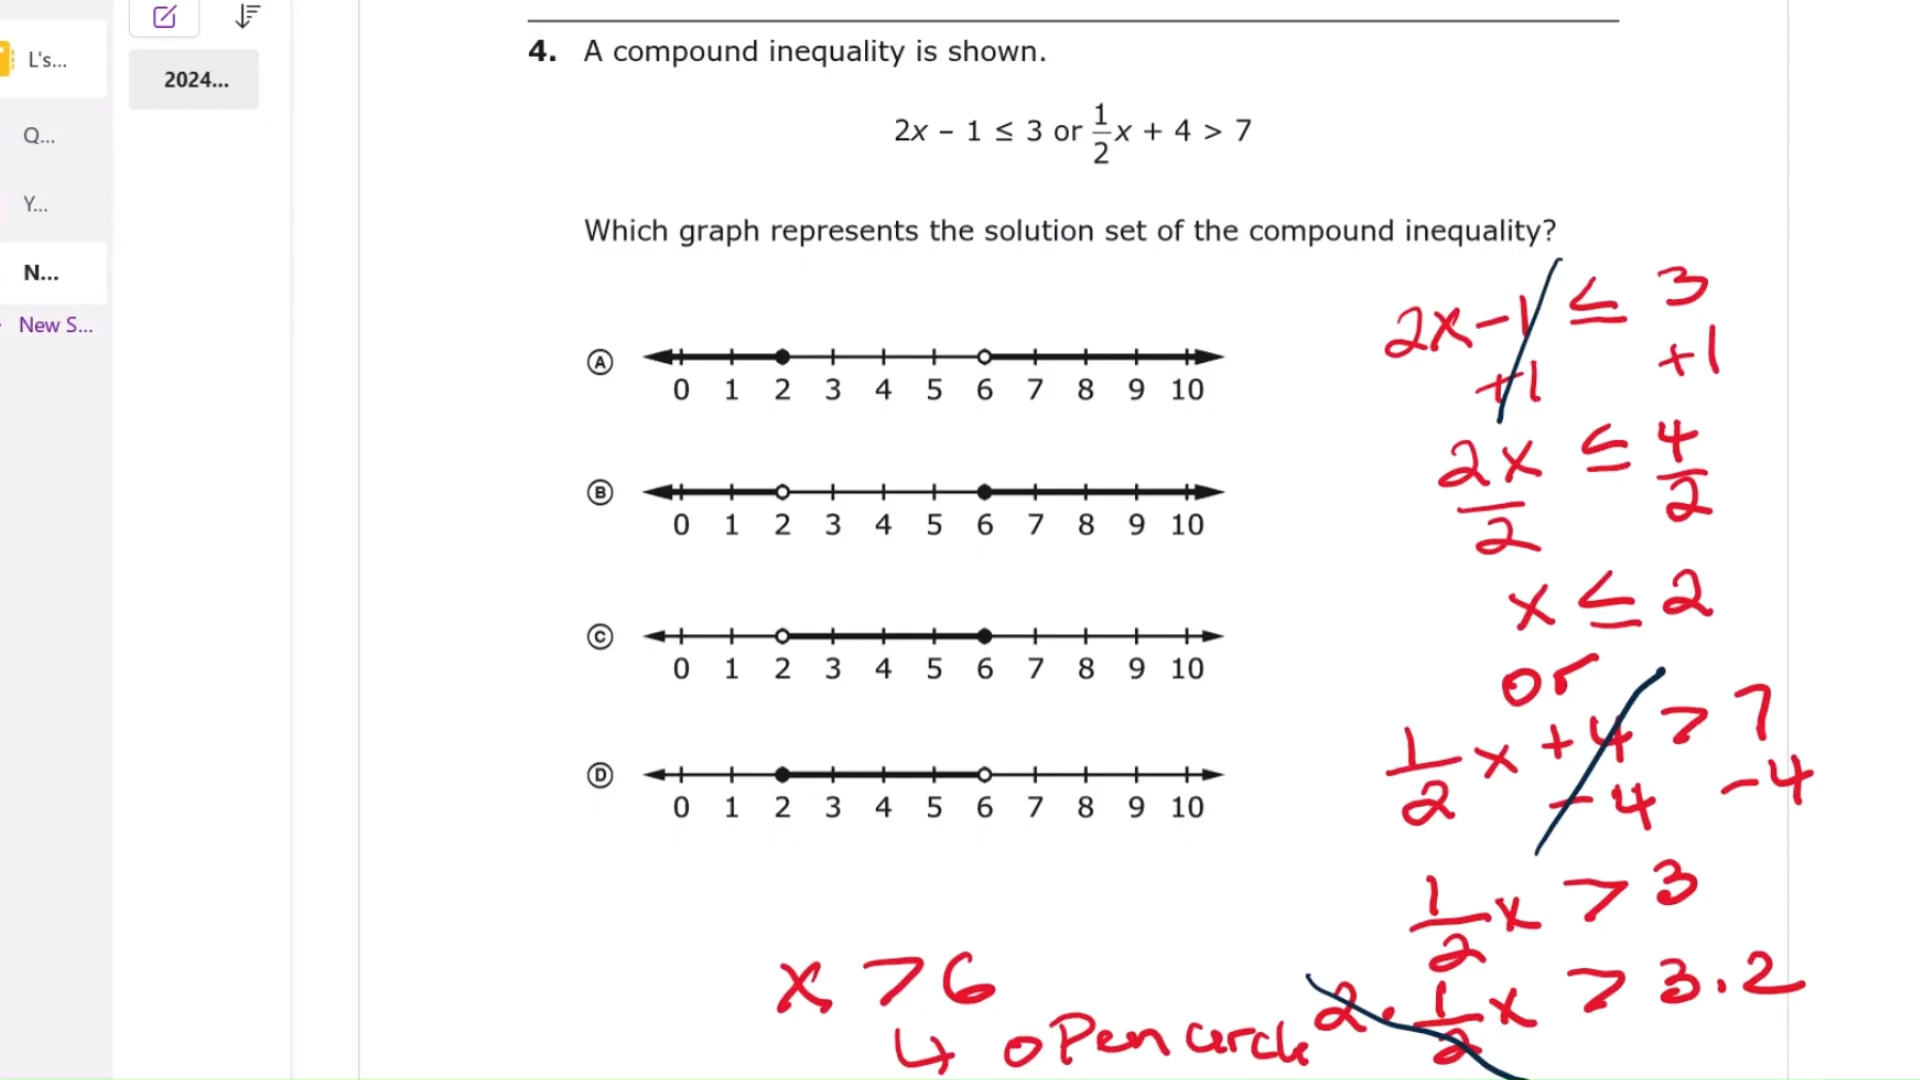 L's...
2024...
Q...
Y...
N...
New S...
4. A compound inequality is shown.
2x – 1 ≤ 3 or 1/2 x + 4 > 7
Which graph represents the solution set of the compound inequality?
A
0 1 2 3 4 5 6 7 8 9 10
B
0 1 2 3 4 5 6 7 8 9 10
C
0 1 2 3 4 5 6 7 8 9 10
D
0 1 2 3 4 5 6 7 8 9 10
2x - 1 ≤ 3
+1 +1
2x/2 ≤ 4/2
x ≤ 2
or
1/2 x + 4 > 7
- 4 - 4
1/2 x > 3
2 · 1/2 x > 3 . 2
x > 6
↳ open circle